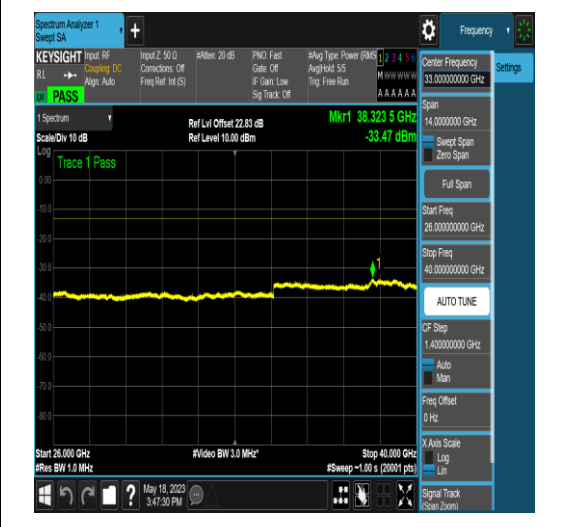 Spectrum Analyzer 1
Swept SA
+
Frequency
KEYSIGHT
RL
Input: RF
Coupling: DC
Align: Auto
Input Z: 50 Ω
Corrections: Off
Freq Ref: Int (S)
#Atten: 20 dB
PNO: Fast
Gate: Off
IF Gain: Low
Sig Track: Off
#Avg Type: Power (RMS
Avg|Hold: 5/5
Trig: Free Run
1 2 3 4 5 6
M W W W W W
A A A A A A
PASS
1 Spectrum
Scale/Div 10 dB
Ref Lvl Offset 22.83 dB
Ref Level 10.00 dBm
Mkr1 38.323 5 GHz
-33.47 dBm
Log
Trace 1 Pass
0.00
-10.0
-20.0
-30.0
-40.0
-50.0
-60.0
-70.0
-80.0
1
Start 26.000 GHz
#Res BW 1.0 MHz
#Video BW 3.0 MHz*
Stop 40.000 GHz
#Sweep ~1.00 s (20001 pts)
May 18, 2023
3:47:30 PM
?
Settings
Center Frequency
33.000000000 GHz
Span
14.0000000 GHz
Swept Span
Zero Span
Full Span
Start Freq
26.000000000 GHz
Stop Freq
40.000000000 GHz
AUTO TUNE
CF Step
1.400000000 GHz
Auto
Man
Freq Offset
0 Hz
X Axis Scale
Log
Lin
Signal Track
(Span Zoom)